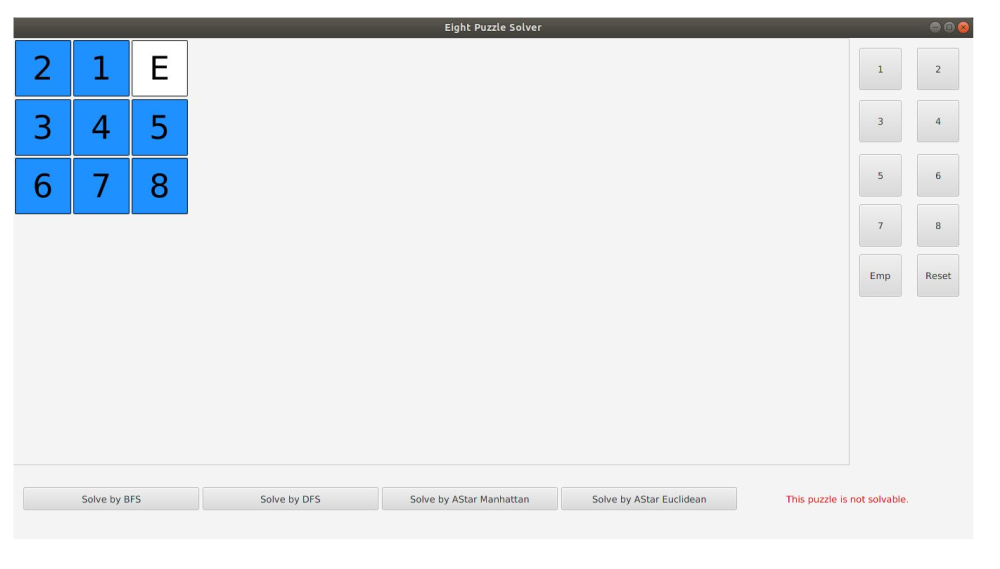 Eight Puzzle Solver
2 1 E
3 4 5
6 7 8
1 2
3 4
5 6
7 8
Emp Reset
Solve by BFS Solve by DFS Solve by AStar Manhattan Solve by AStar Euclidean This puzzle is not solvable.